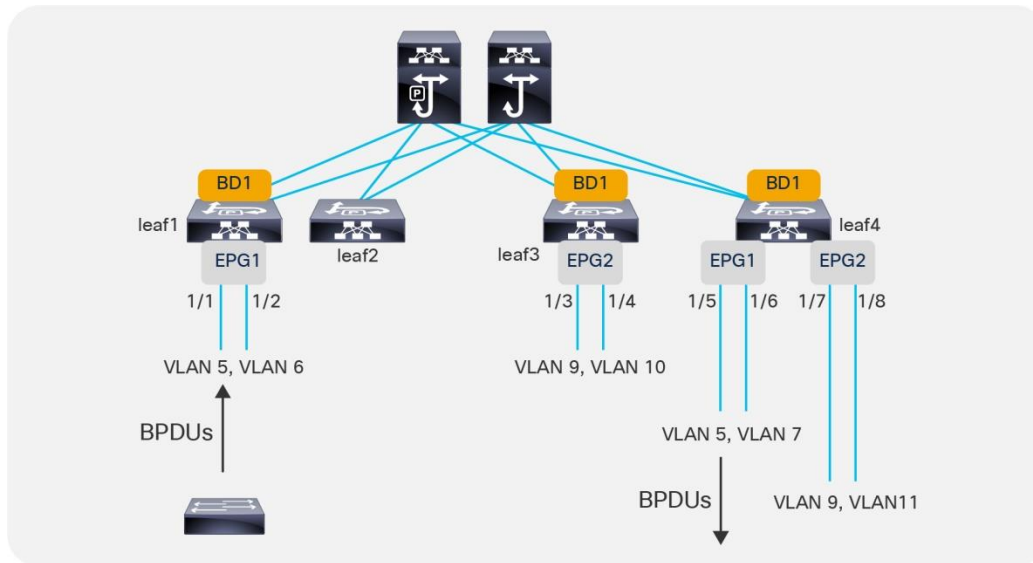 P
BD1
BD1
BD1
leaf1
leaf2
leaf3
leaf4
P
P
P
P
EPG1
EPG2
EPG1
EPG2
1/1
1/2
1/3
1/4
1/5
1/6
1/7
1/8
VLAN 5, VLAN 6
VLAN 9, VLAN 10
BPDUs
VLAN 5, VLAN 7
BPDUs
VLAN 9, VLAN11